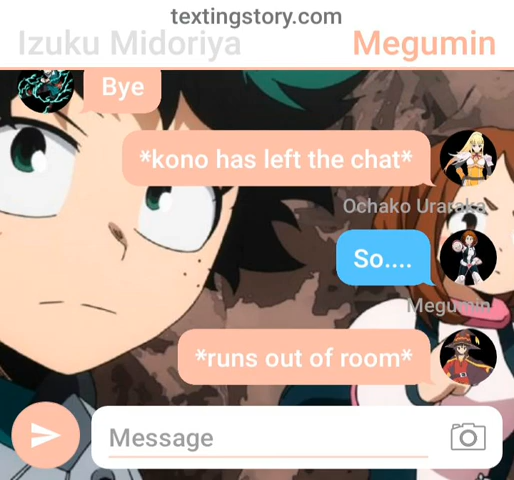 textingstory.com
Izuku Midoriya Megumin
Bye
*kono has left the chat*
Ochako Uraraka
So....
Megumin
*runs out of room*
Message